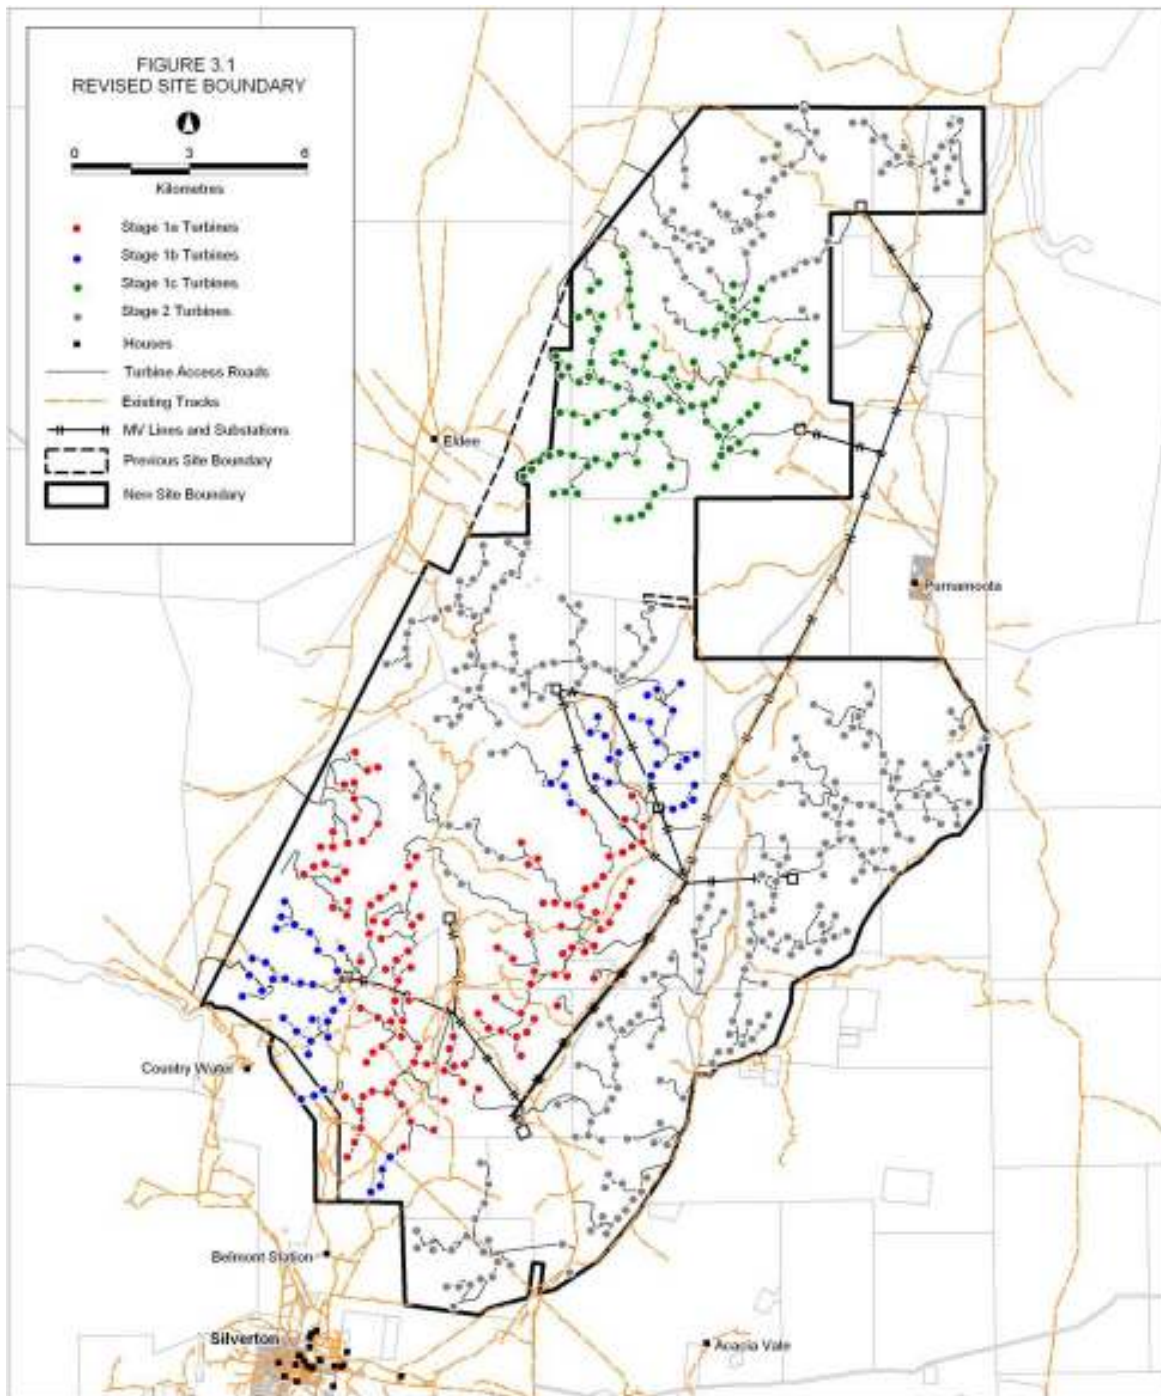 FIGURE 3.1
REVISED SITE BOUNDARY
0 3 6
Kilometres
Stage 1a Turbines
Stage 1b Turbines
Stage 1c Turbines
Stage 2 Turbines
Houses
Turbine Access Roads
Existing Tracks
MV Lines and Substations
Previous Site Boundary
New Site Boundary
Eldee
Purnamoota
Country Water
Belmont Station
Silverton
Acacia Vale